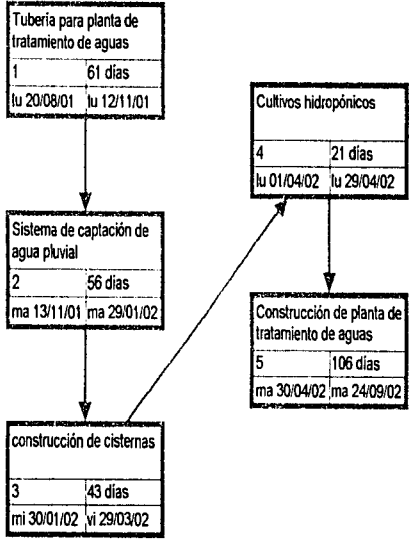 Tuberia para planta de
tratamiento de aguas
1 61 días
lu 20/08/01 lu 12/11/01
Sistema de captación de
agua pluvial
2 56 dias
ma 13/11/01 ma 29/01/02
construcción de cisternas
3 43 días
mi 30/01/02 vi 29/03/02
Cultivos hidropónicos
4 21 días
lu 01/04/02 lu 29/04/02
Construcción de planta de
tratamiento de aguas
5 106 días
ma 30/04/02 ma 24/09/02